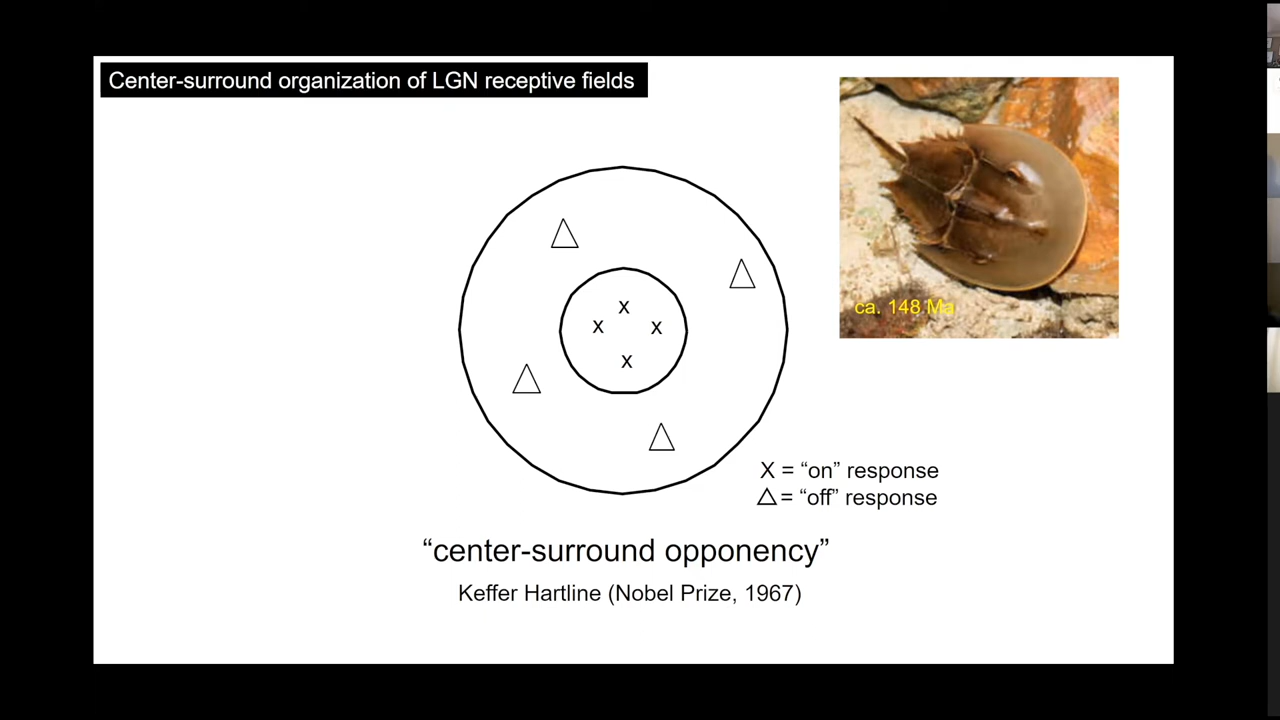 Center-surround organization of LGN receptive fields
ca. 148 Ma
x
x x
x
X = “on” response
△ = “off” response
“center-surround opponency”
Keffer Hartline (Nobel Prize, 1967)